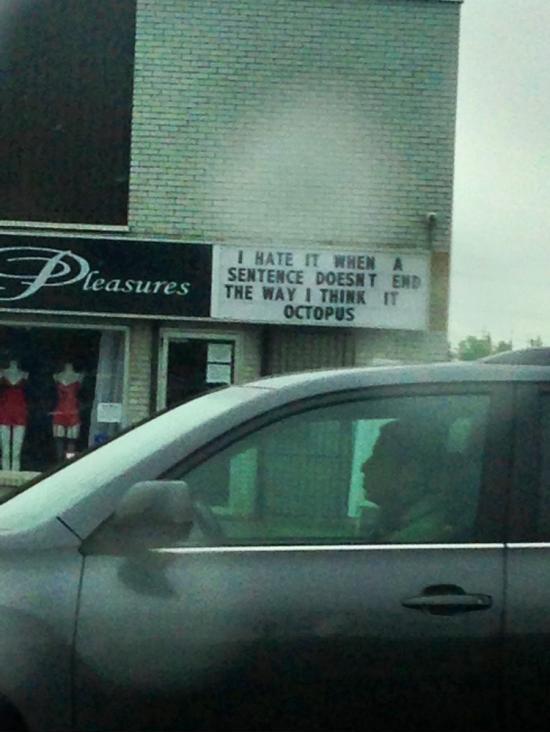 Pleasures
I HATE IT WHEN A
SENTENCE DOESNT END
THE WAY I THINK IT
OCTOPUS